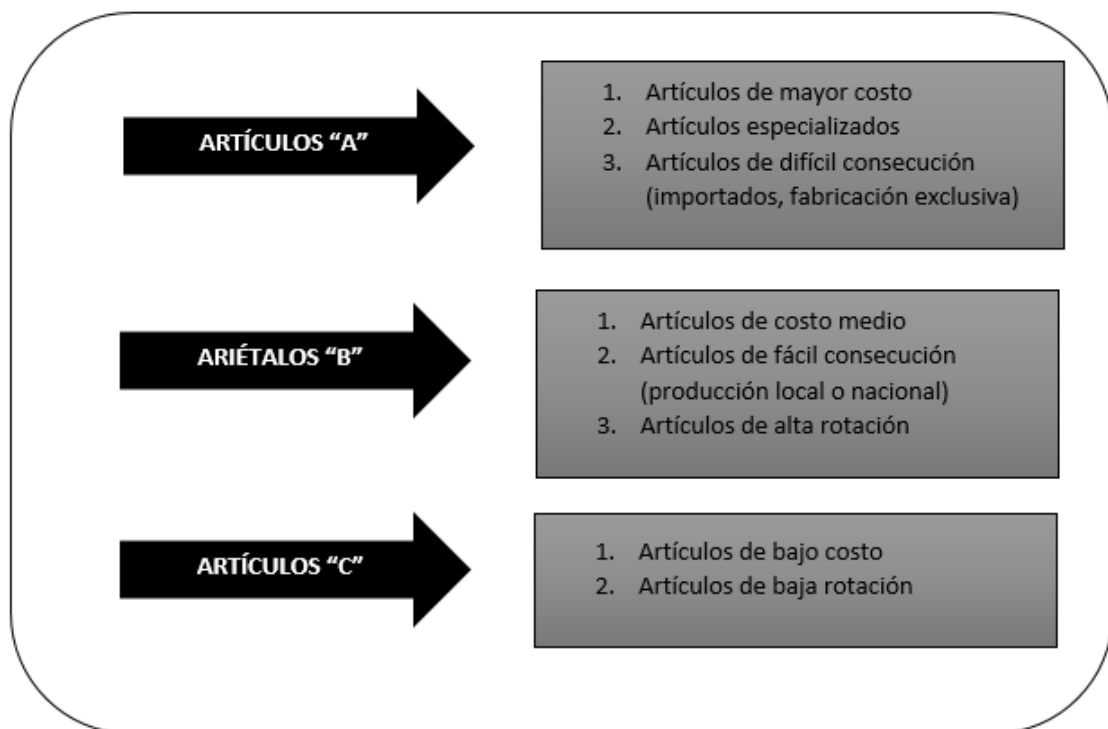 ARTÍCULOS “A”
1. Artículos de mayor costo
2. Artículos especializados
3. Artículos de difícil consecución
(importados, fabricación exclusiva)
ARIÉTALOS “B”
1. Artículos de costo medio
2. Artículos de fácil consecución
(producción local o nacional)
3. Artículos de alta rotación
ARTÍCULOS “C”
1. Artículos de bajo costo
2. Artículos de baja rotación